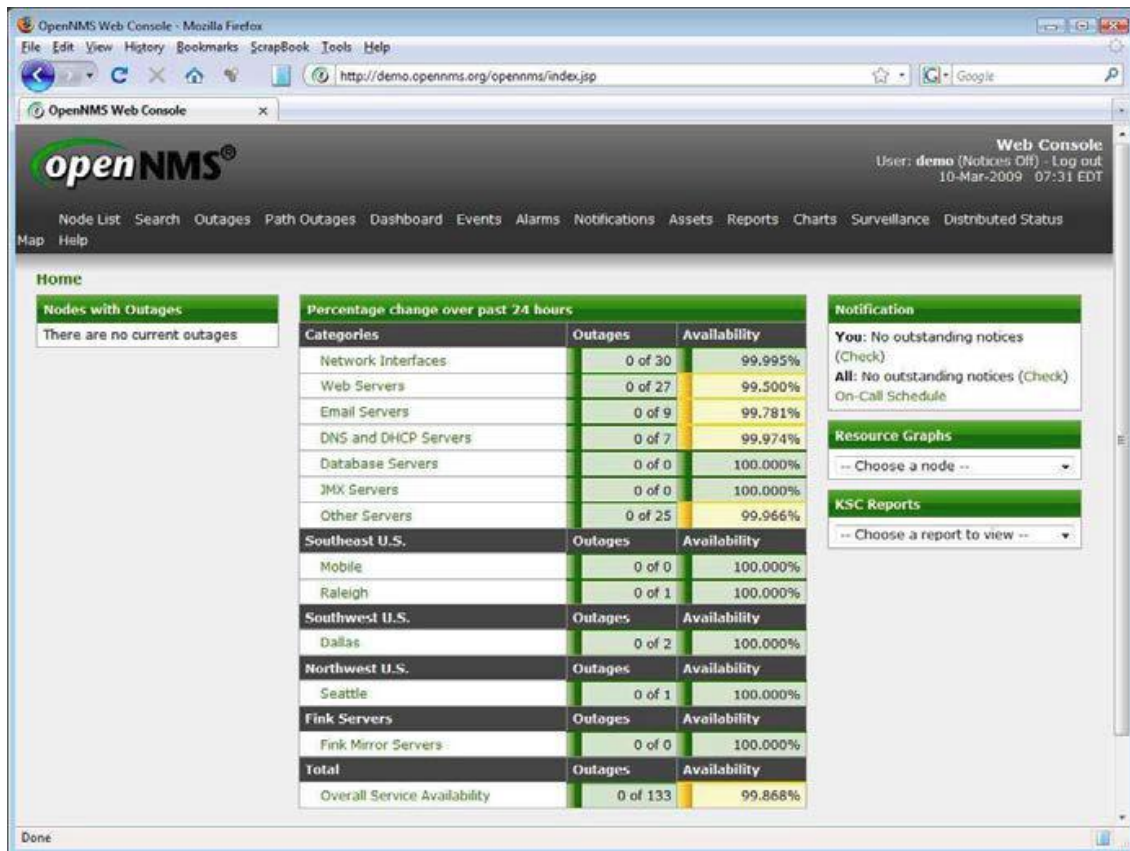 OpenNMS Web Console - Mozilla Firefox
File Edit View History Bookmarks ScrapBook Tools Help
http://demo.opennms.org/opennms/index.jsp
Google
OpenNMS Web Console
openNMS®
Web Console
User: demo (Notices Off) - Log out
10-Mar-2009 07:31 EDT
Node List Search Outages Path Outages Dashboard Events Alarms Notifications Assets Reports Charts Surveillance Distributed Status
Map Help
Home
Nodes with Outages
There are no current outages
Percentage change over past 24 hours
Categories Outages Availability
Network Interfaces 0 of 30 99.995%
Web Servers 0 of 27 99.500%
Email Servers 0 of 9 99.781%
DNS and DHCP Servers 0 of 7 99.974%
Database Servers 0 of 0 100.000%
JMX Servers 0 of 0 100.000%
Other Servers 0 of 25 99.966%
Southeast U.S. Outages Availability
Mobile 0 of 0 100.000%
Raleigh 0 of 1 100.000%
Southwest U.S. Outages Availability
Dallas 0 of 2 100.000%
Northwest U.S. Outages Availability
Seattle 0 of 1 100.000%
Fink Servers Outages Availability
Fink Mirror Servers 0 of 0 100.000%
Total Outages Availability
Overall Service Availability 0 of 133 99.868%
Notification
You: No outstanding notices
(Check)
All: No outstanding notices (Check)
On-Call Schedule
Resource Graphs
-- Choose a node --
KSC Reports
-- Choose a report to view --
Done